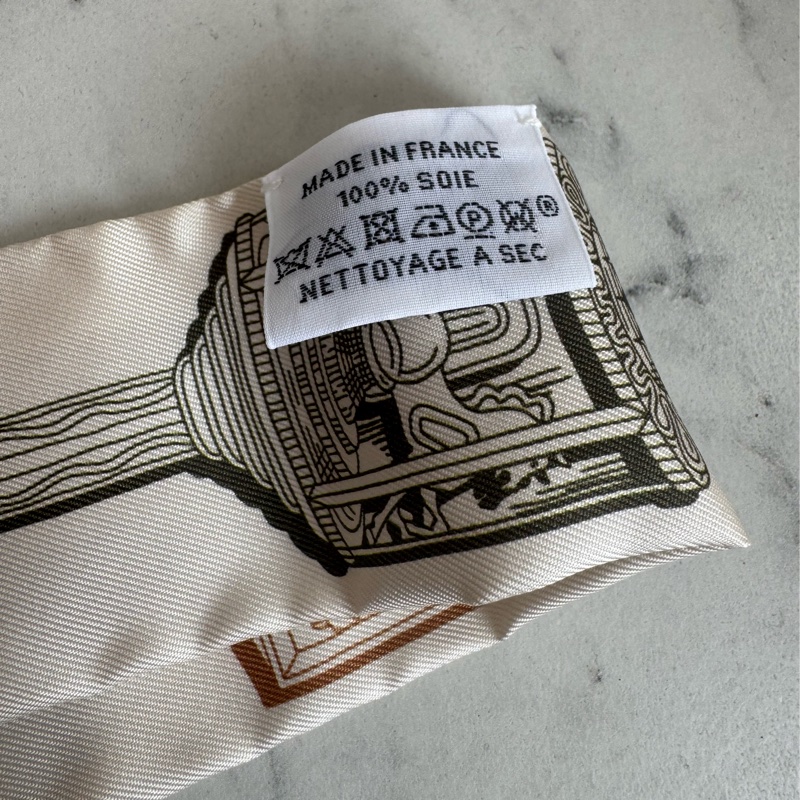 MADE IN FRANCE
100% SOIE
P W ®
NETTOYAGE A SEC